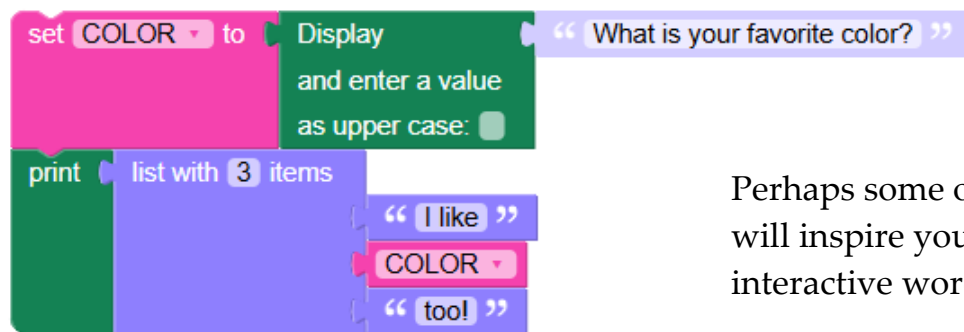 set COLOR to Display “ What is your favorite color? ”
and enter a value
as upper case:
print list with 3 items
“ I like ”
COLOR
“ too! ”
Perhaps some
will inspire you
interactive